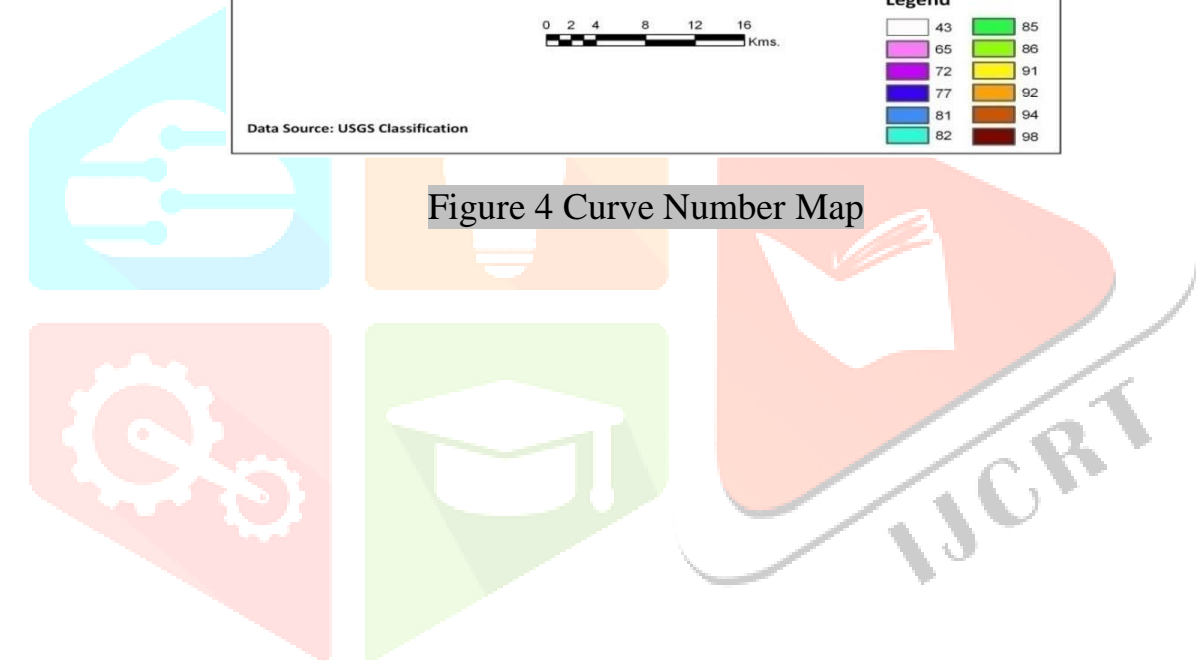 Legend
0 2 4 8 12 16
Kms.
43 85
65 86
72 91
77 92
81 94
82 98
Data Source: USGS Classification
Figure 4 Curve Number Map
IJCRT